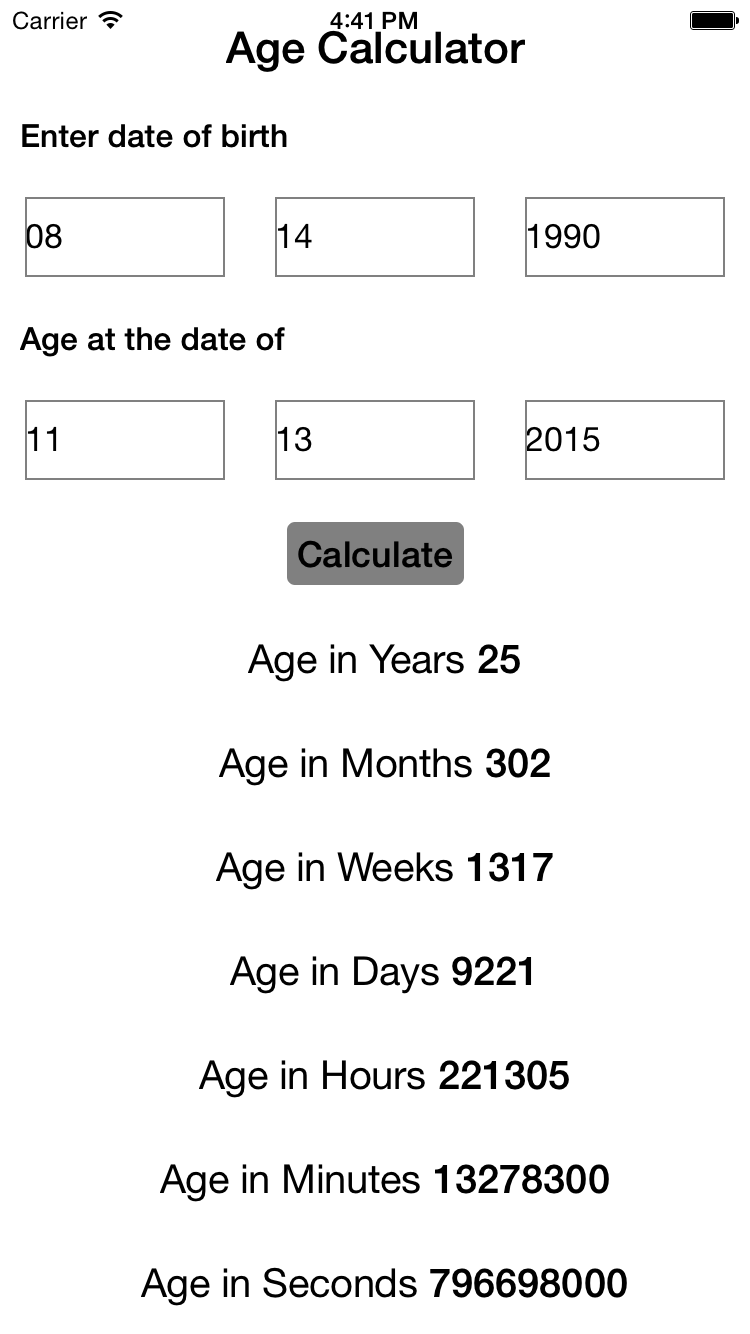 Carrier 4:41 PM
Age Calculator
Enter date of birth
08 14 1990
Age at the date of
11 13 2015
Calculate
Age in Years 25
Age in Months 302
Age in Weeks 1317
Age in Days 9221
Age in Hours 221305
Age in Minutes 13278300
Age in Seconds 796698000